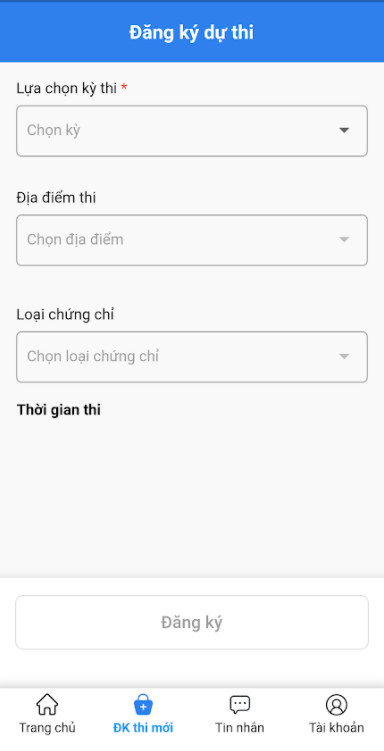 Đăng ký dự thi
Lựa chọn kỳ thi *
Chọn kỳ
Địa điểm thi
Chọn địa điểm
Loại chứng chỉ
Chọn loại chứng chỉ
Thời gian thi
Đăng ký
Trang chủ
ĐK thi mới
Tin nhắn
Tài khoản